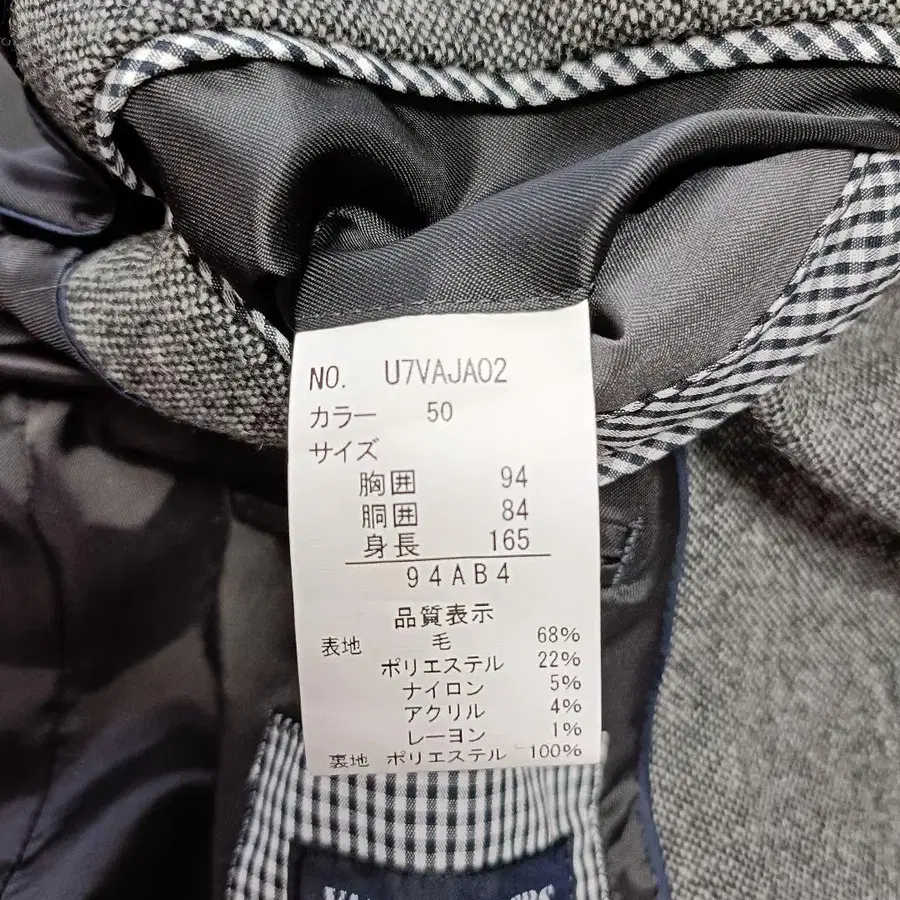 NO. U7VAJA02
カラー 50
サイズ
胸囲 94
胴囲 84
身長 165
94AB4
品質表示
表地 毛 68%
ポリエステル 22%
ナイロン 5%
アクリル 4%
レーヨン 1%
裏地 ポリエステル 100%